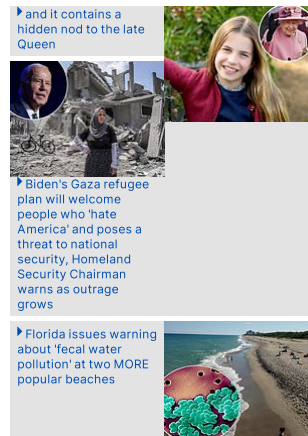 and it contains a
hidden nod to the late
Queen
Biden's Gaza refugee
plan will welcome
people who 'hate
America' and poses a
threat to national
security, Homeland
Security Chairman
warns as outrage
grows
Florida issues warning
about 'fecal water
pollution' at two MORE
popular beaches